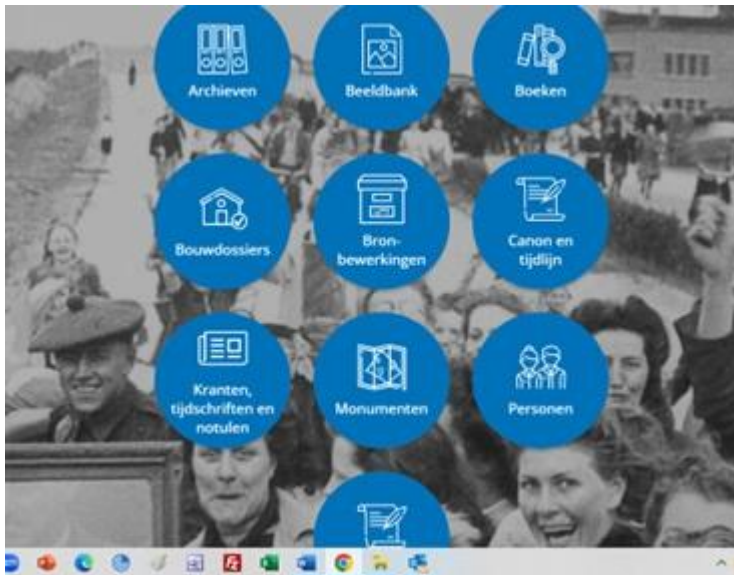 Archieven
Beeldbank
Boeken
Bouwdossiers
Bron-
bewerkingen
Canon en
tijdlijn
Kranten,
tijdschriften en
notulen
Monumenten
Personen